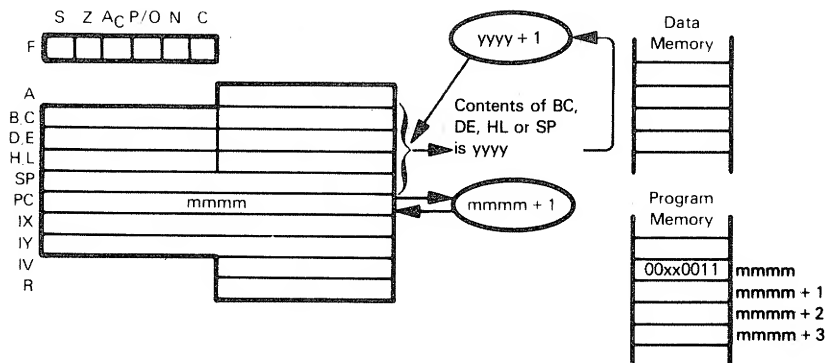 S Z AC P/O N C
F
A
B,C
D,E
H,L
SP
PC mmmm
IX
IY
IV
R
yyyy + 1
Contents of BC,
DE, HL or SP
is yyyy
mmmm + 1
Data
Memory
Program
Memory
00xx0011 mmmm
mmmm + 1
mmmm + 2
mmmm + 3